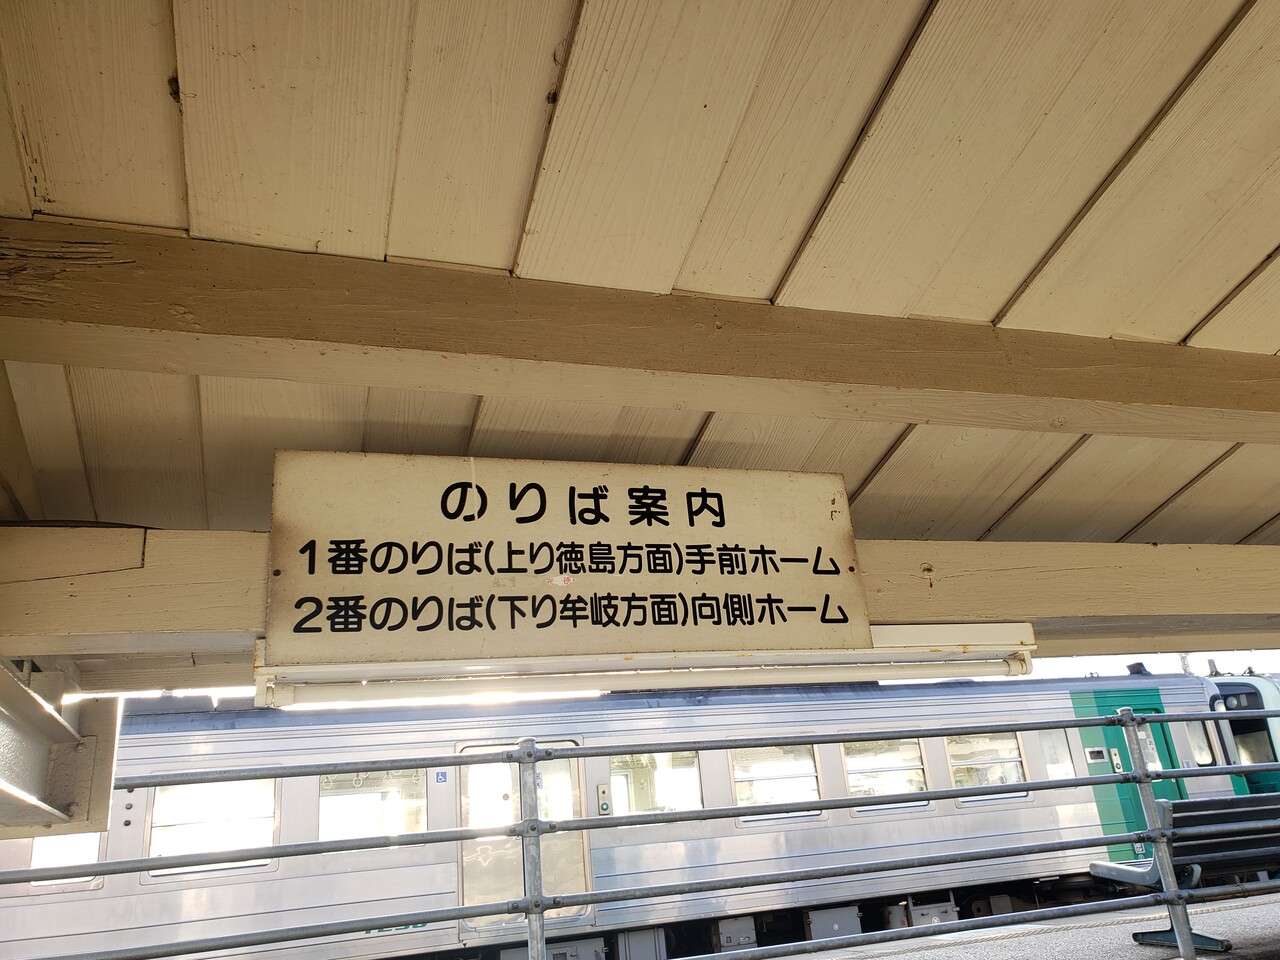 のりば案内
1番のりば(上り徳島方面)手前ホーム
2番のりば(下り牟岐方面)向側ホーム